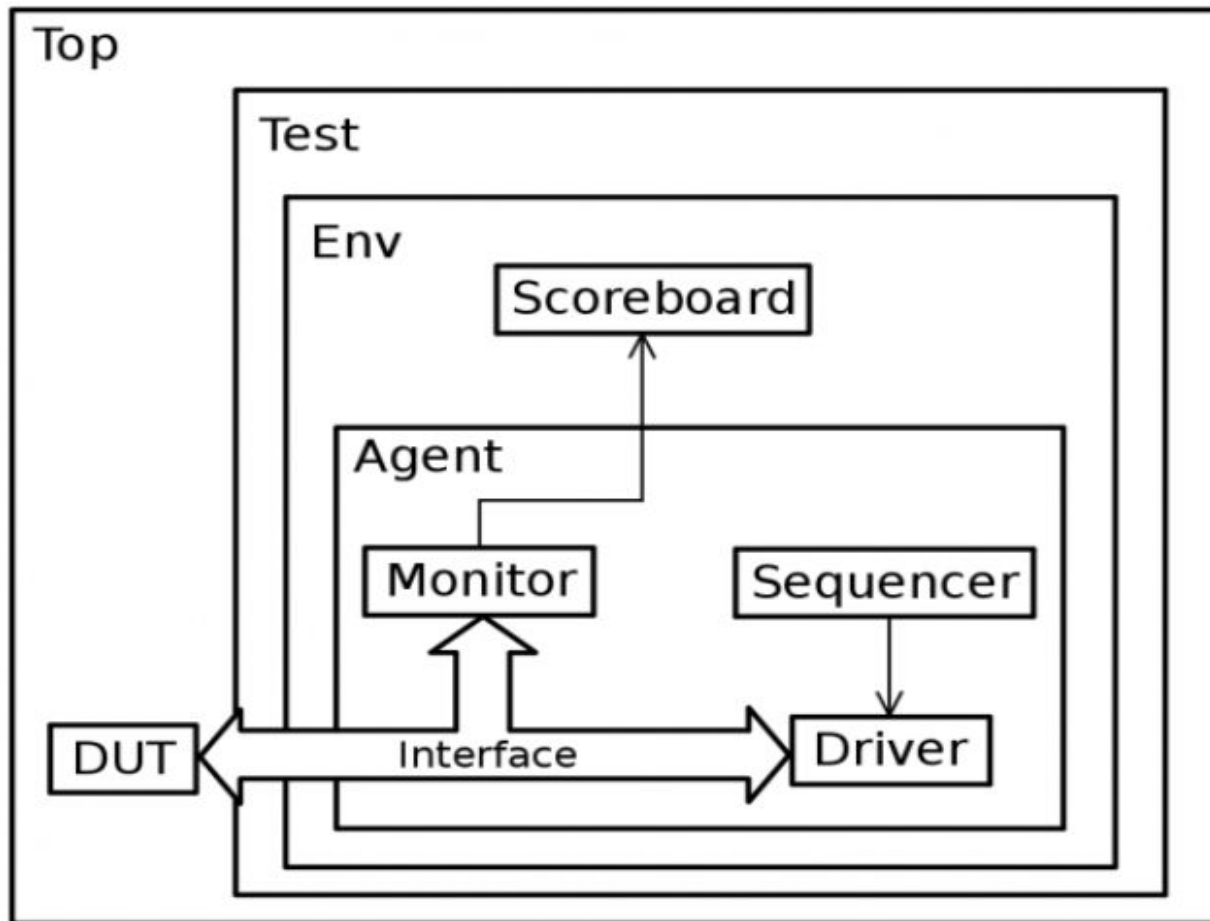 Top
Test
Env
Scoreboard
Agent
Monitor
Sequencer
DUT
Interface
Driver